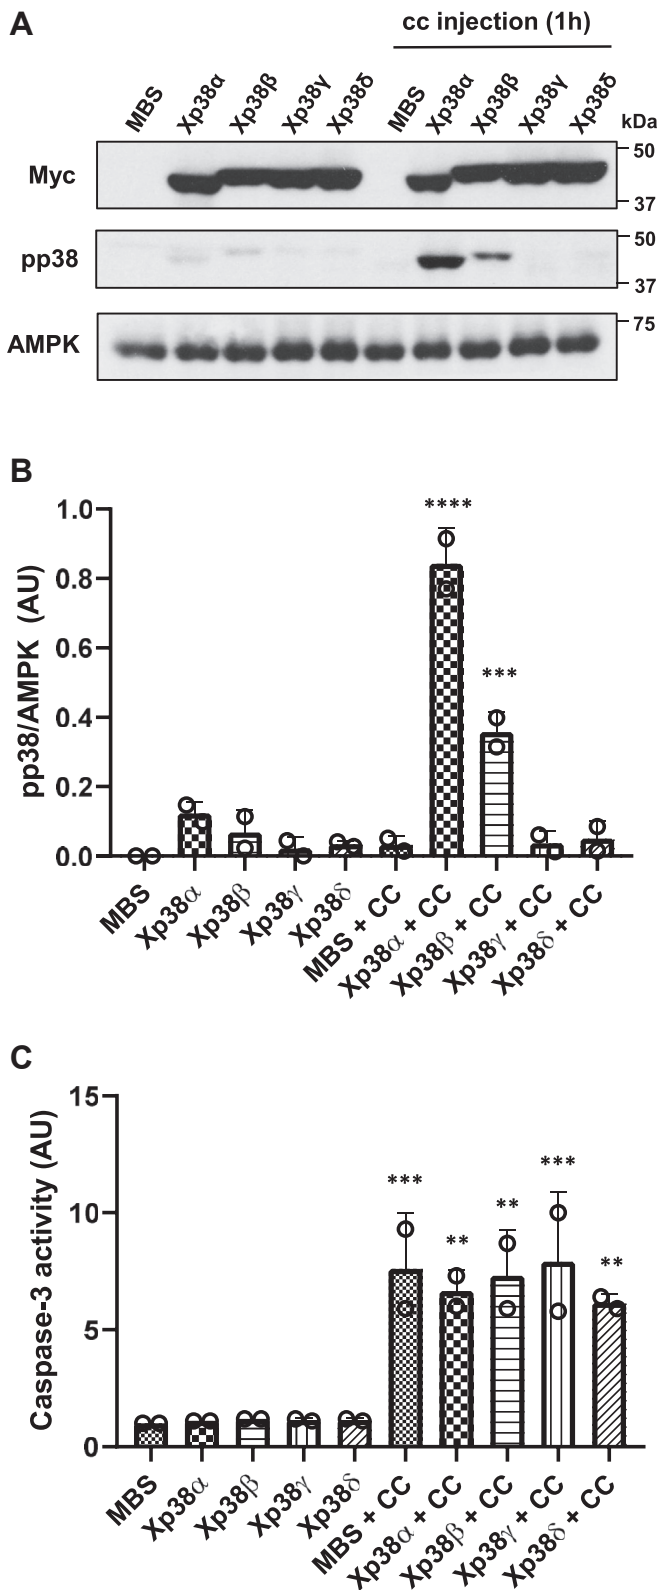 A
cc injection (1h)
MBS Xp38α Xp38β Xp38γ Xp38δ MBS Xp38α Xp38β Xp38γ Xp38δ
kDa
Myc
50
37
pp38
50
37
AMPK
75
B
pp38/AMPK (AU)
1.0
0.8
0.6
0.4
0.2
0.0
****
***
MBS Xp38α Xp38β Xp38γ Xp38δ MBS + CC Xp38α + CC Xp38β + CC Xp38γ + CC Xp38δ + CC
C
Caspase-3 activity (AU)
15
10
5
0
*** ** ** *** **
MBS Xp38α Xp38β Xp38γ Xp38δ MBS + CC Xp38α + CC Xp38β + CC Xp38γ + CC Xp38δ + CC